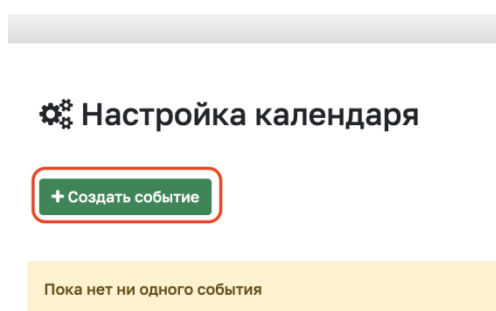 Настройка календаря
+ Создать событие
Пока нет ни одного события